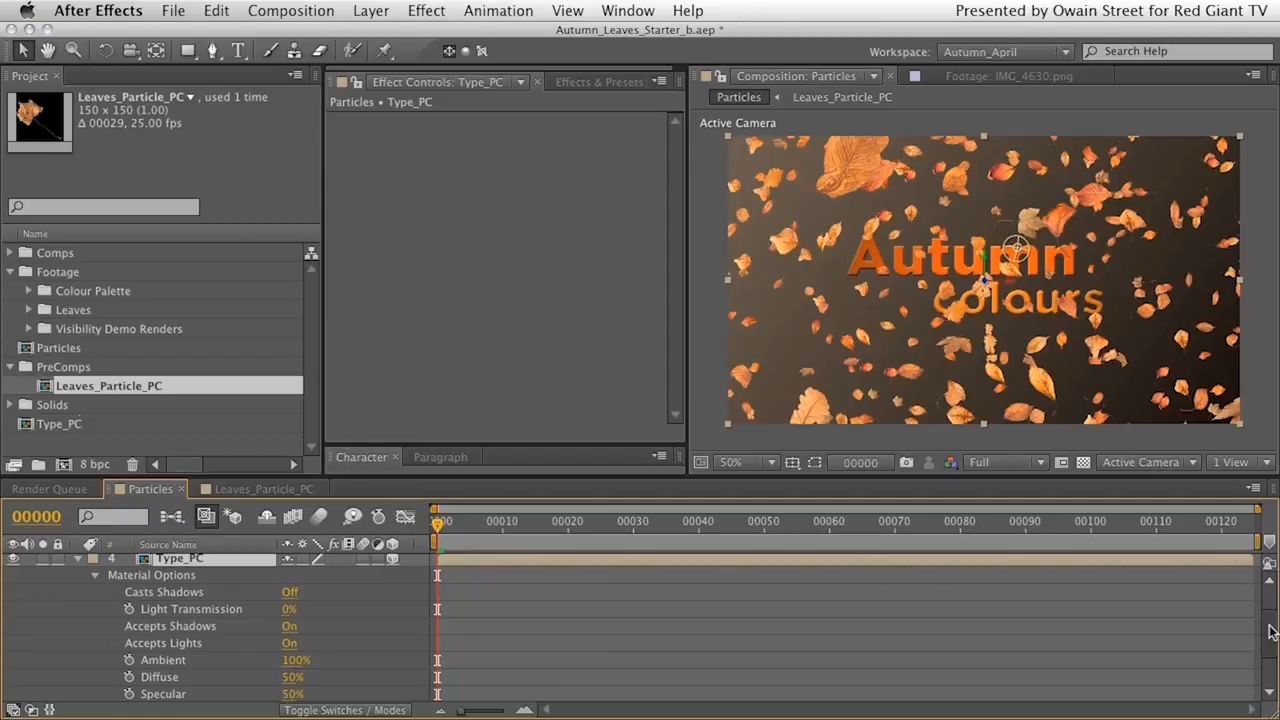 After Effects File Edit Composition Layer Effect Animation View Window Help Presented by Owain Street for Red Giant TV
Autumn_Leaves_Starter_b.aep *
Workspace: Autumn_April Search Help
Project × Effect Controls: Type_PC × Effects & Presets Composition: Particles × Footage: IMG_4630.png
Leaves_Particle_PC , used 1 time
150 x 150 (1.00)
Δ 00029, 25.00 fps
Particles • Type_PC
Particles Leaves_Particle_PC
Active Camera
Autumn
colours
Name
Comps
Footage
Colour Palette
Leaves
Visibility Demo Renders
Particles
PreComps
Leaves_Particle_PC
Solids
Type_PC
8 bpc
Character × Paragraph
50% 00000 Full Active Camera 1 View
Render Queue Particles × Leaves_Particle_PC
00000 :00 00010 00020 00030 00040 00050 00060 00070 00080 00090 00100 00110 00120
# Source Name fx
4 Type_PC
Material Options
Casts Shadows Off
Light Transmission 0%
Accepts Shadows On
Accepts Lights On
Ambient 100%
Diffuse 50%
Specular 50%
Toggle Switches / Modes